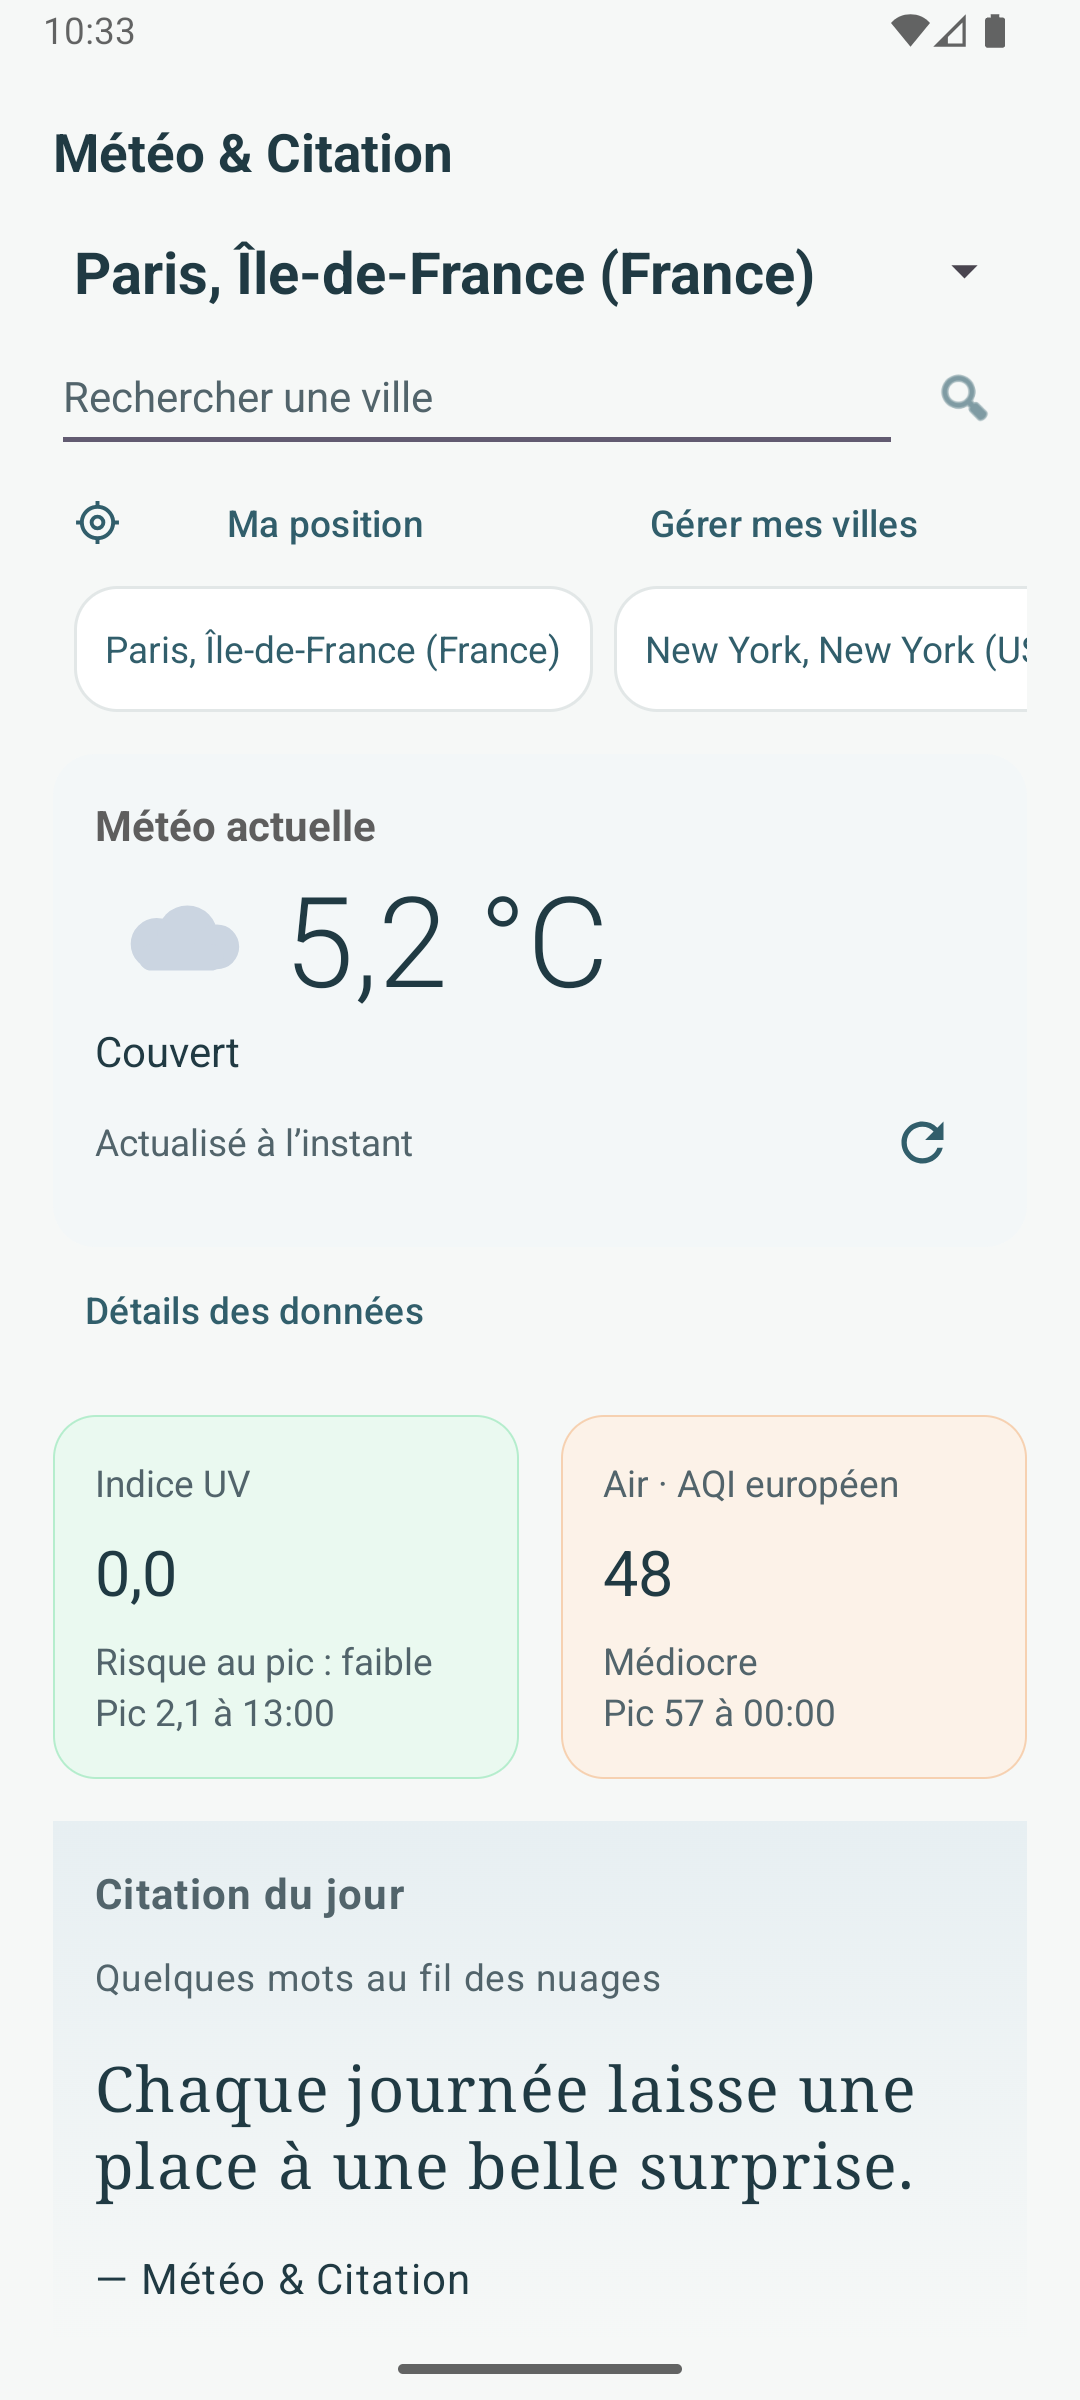 10:33
Météo & Citation
Paris, Île-de-France (France)
Rechercher une ville
Ma position
Gérer mes villes
Paris, Île-de-France (France)
New York, New York (US
Météo actuelle
5,2 °C
Couvert
Actualisé à l’instant
Détails des données
Indice UV
0,0
Risque au pic : faible
Pic 2,1 à 13:00
Air · AQI européen
48
Médiocre
Pic 57 à 00:00
Citation du jour
Quelques mots au fil des nuages
Chaque journée laisse une
place à une belle surprise.
— Météo & Citation